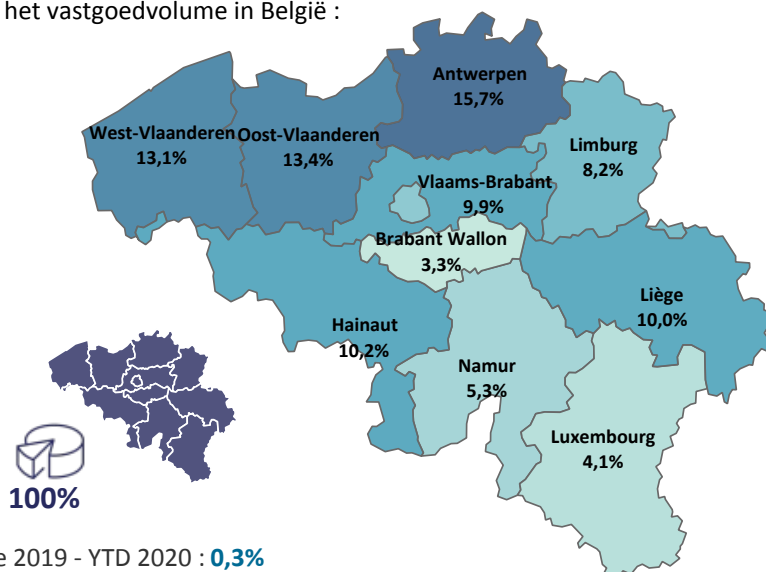 het vastgoedvolume in België :
Antwerpen
15,7%
West-Vlaanderen
13,1%
Oost-Vlaanderen
13,4%
Limburg
8,2%
Vlaams-Brabant
9,9%
Brabant Wallon
3,3%
Liège
10,0%
Hainaut
10,2%
Namur
5,3%
Luxembourg
4,1%
100%
2019 - YTD 2020 : 0,3%